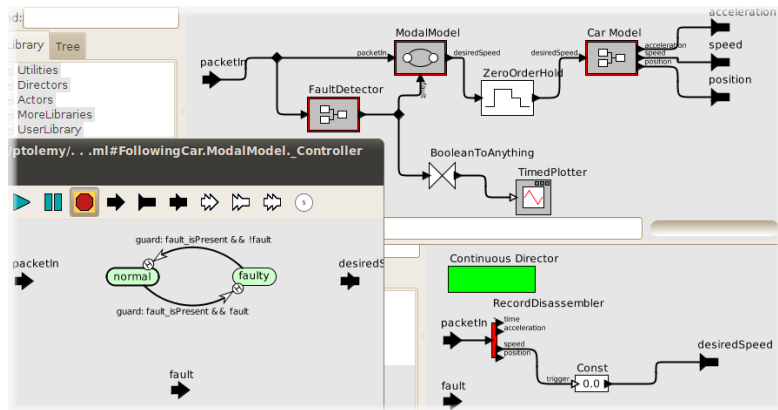 nd:
Library Tree
Utilities
Directors
Actors
MoreLibraries
UserLibrary
packetIn
packetIn
ModalModel
desiredSpeed
fault
FaultDetector
ZeroOrderHold
desiredSpeed
Car Model
acceleration
speed
position
acceleration
speed
position
BooleanToAnything
TimedPlotter
ptolemy/. . .ml#FollowingCar.ModalModel._Controller
s
guard: fault_isPresent && !fault
packetIn
normal
faulty
H
H
desiredS
guard: fault_isPresent && fault
fault
Continuous Director
RecordDisassembler
packetIn
time
acceleration
speed
position
desiredSpeed
Const
trigger
0.0
fault